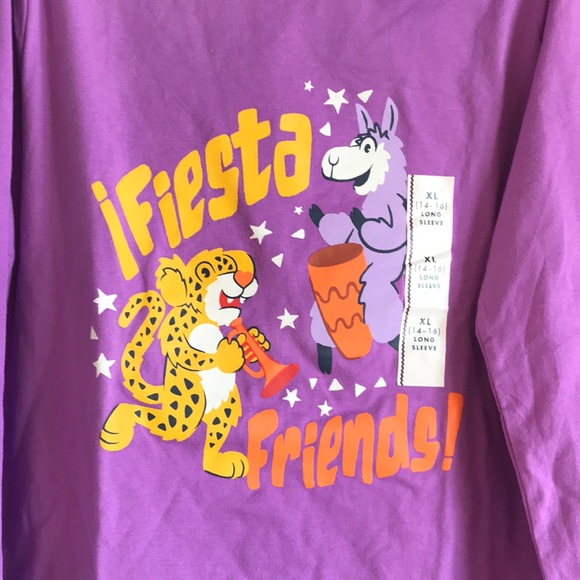 ¡Fiesta
Friends!
XL
(14-16)
LONG
SLEEVE
XL
(14-16)
LONG
SLEEVE
XL
(14-16)
LONG
SLEEVE